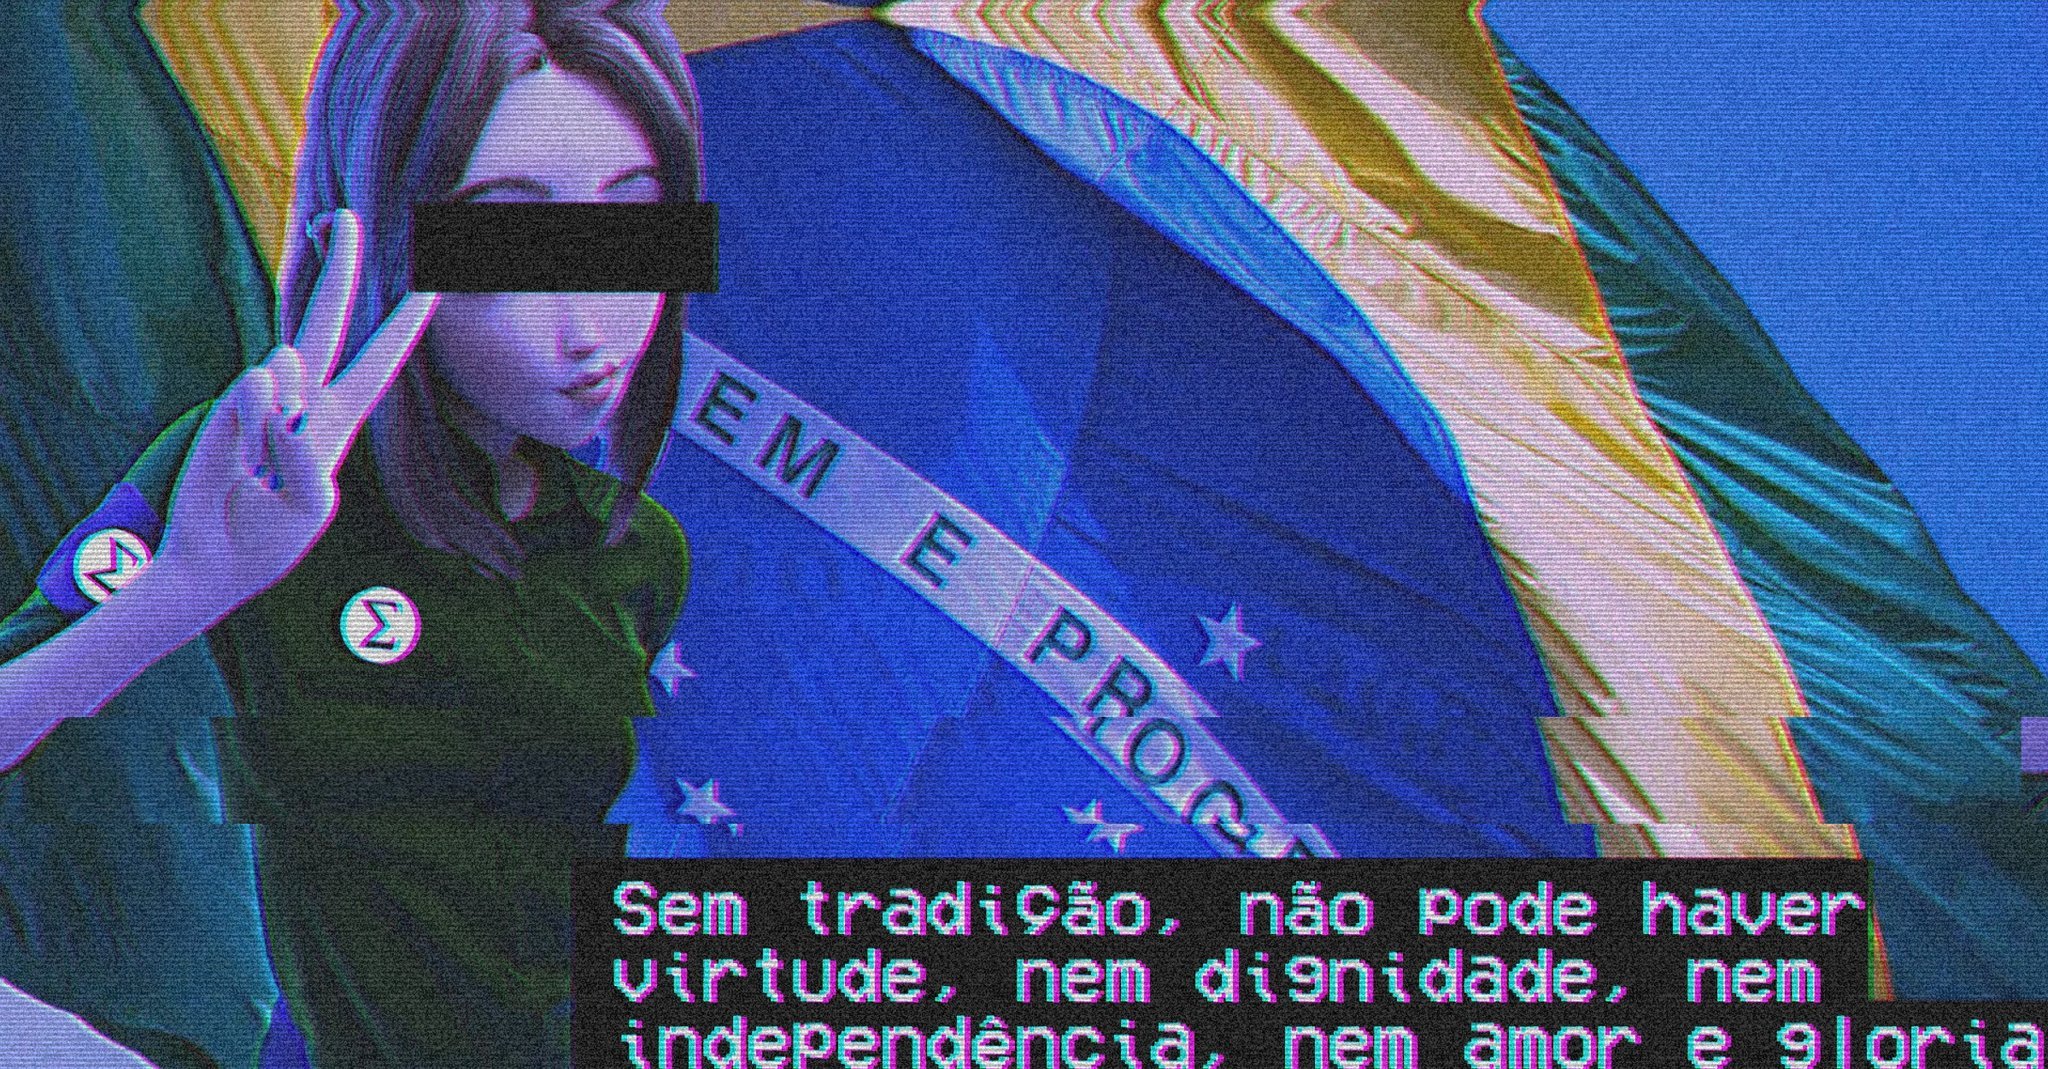 Σ
Σ
EM E PROG
Sem tradição, não pode haver
virtude, nem dignidade, nem
independência, nem amor e gloria